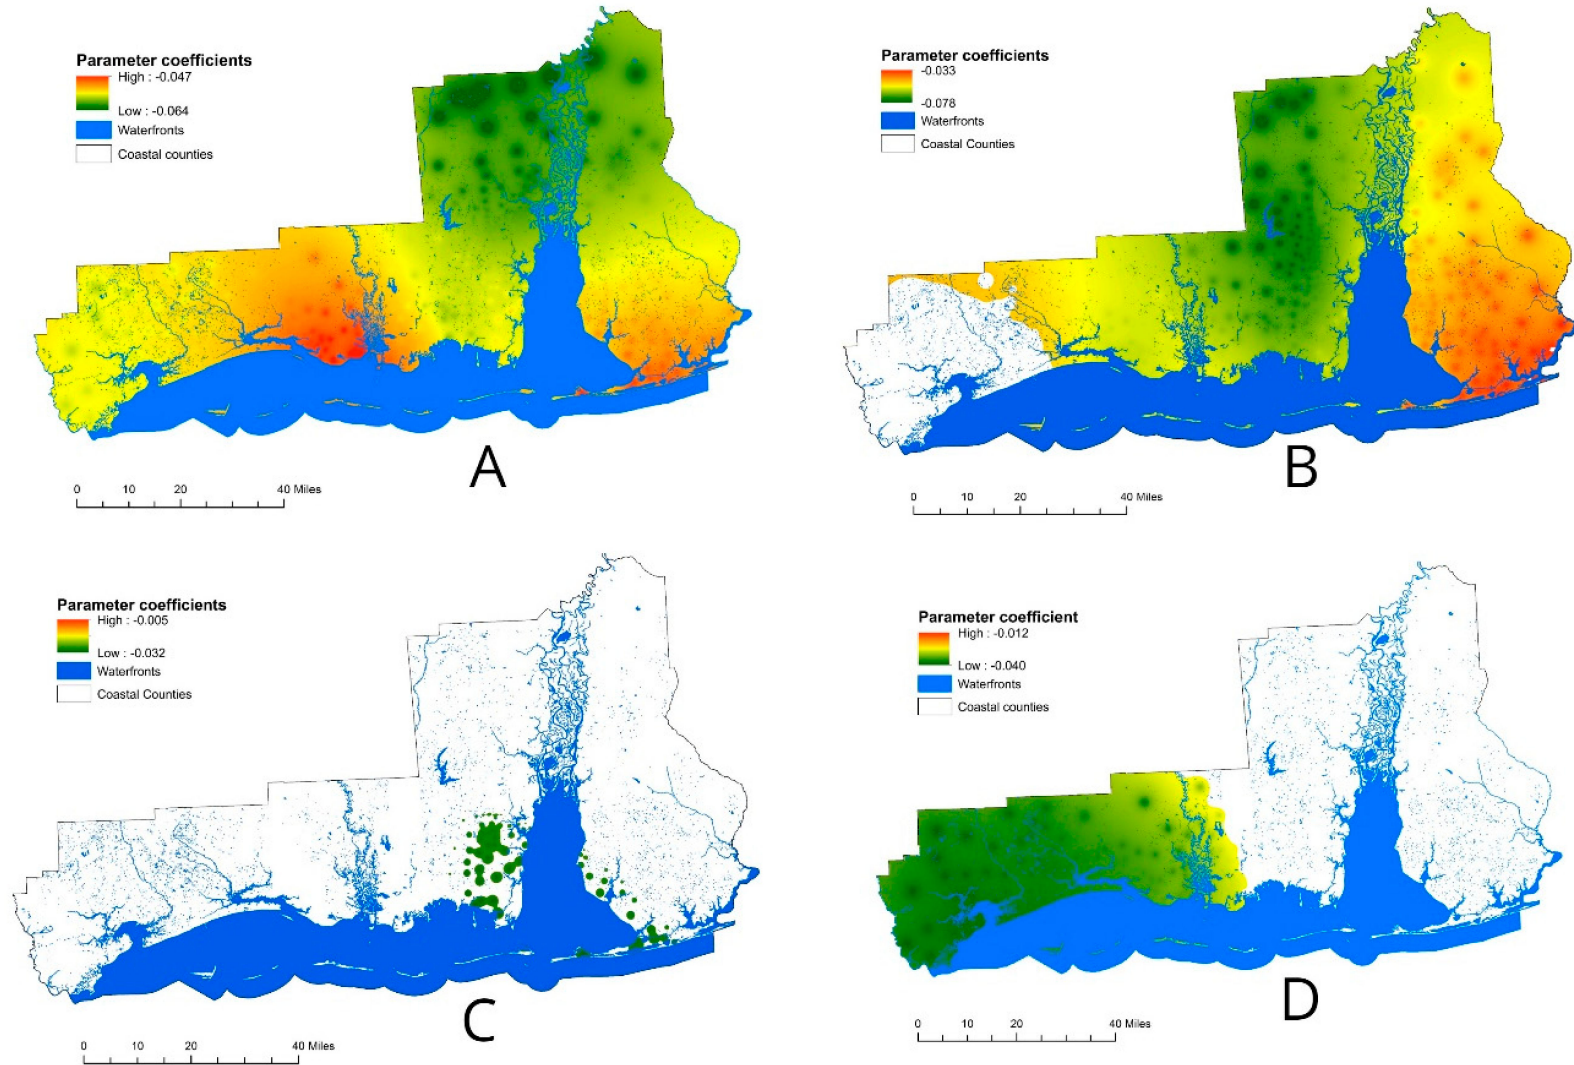 Parameter coefficients
High : -0.047
Low : -0.064
Waterfronts
Coastal counties
A
0 10 20 40 Miles
Parameter coefficients
-0.033
-0.078
Waterfronts
Coastal Counties
B
0 10 20 40 Miles
Parameter coefficients
High : -0.005
Low : -0.032
Waterfronts
Coastal Counties
C
0 10 20 40 Miles
Parameter coefficient
High : -0.012
Low : -0.040
Waterfronts
Coastal counties
D
0 10 20 40 Miles